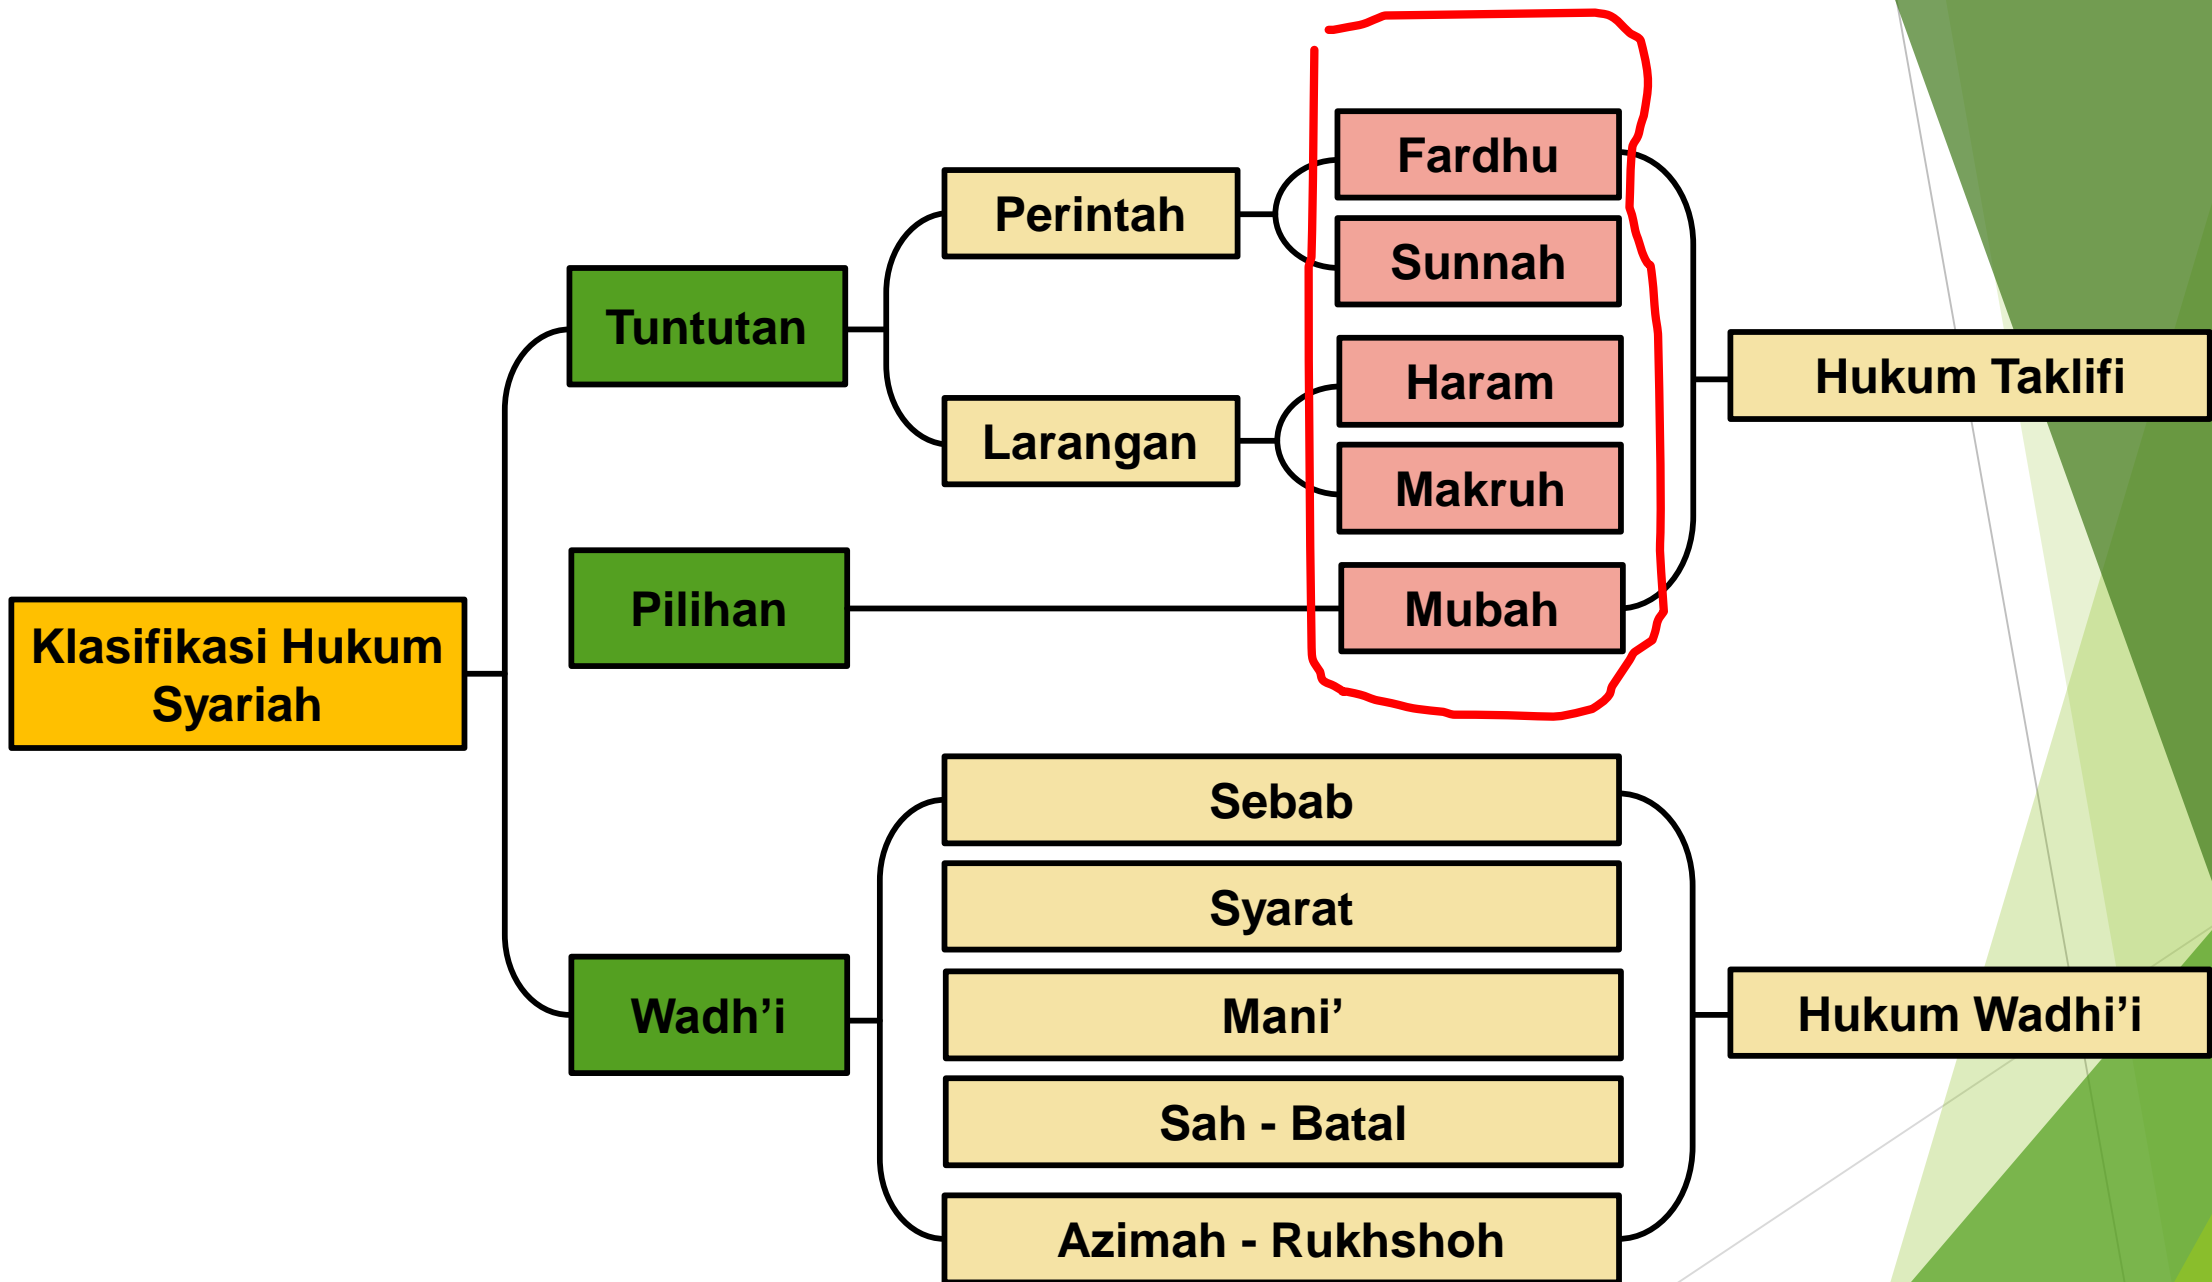 Klasifikasi Hukum
Syariah
Tuntutan
Perintah
Fardhu
Sunnah
Larangan
Haram
Makruh
Pilihan
Mubah
Hukum Taklifi
Wadh’i
Sebab
Syarat
Mani’
Sah - Batal
Azimah - Rukhshoh
Hukum Wadhi’i